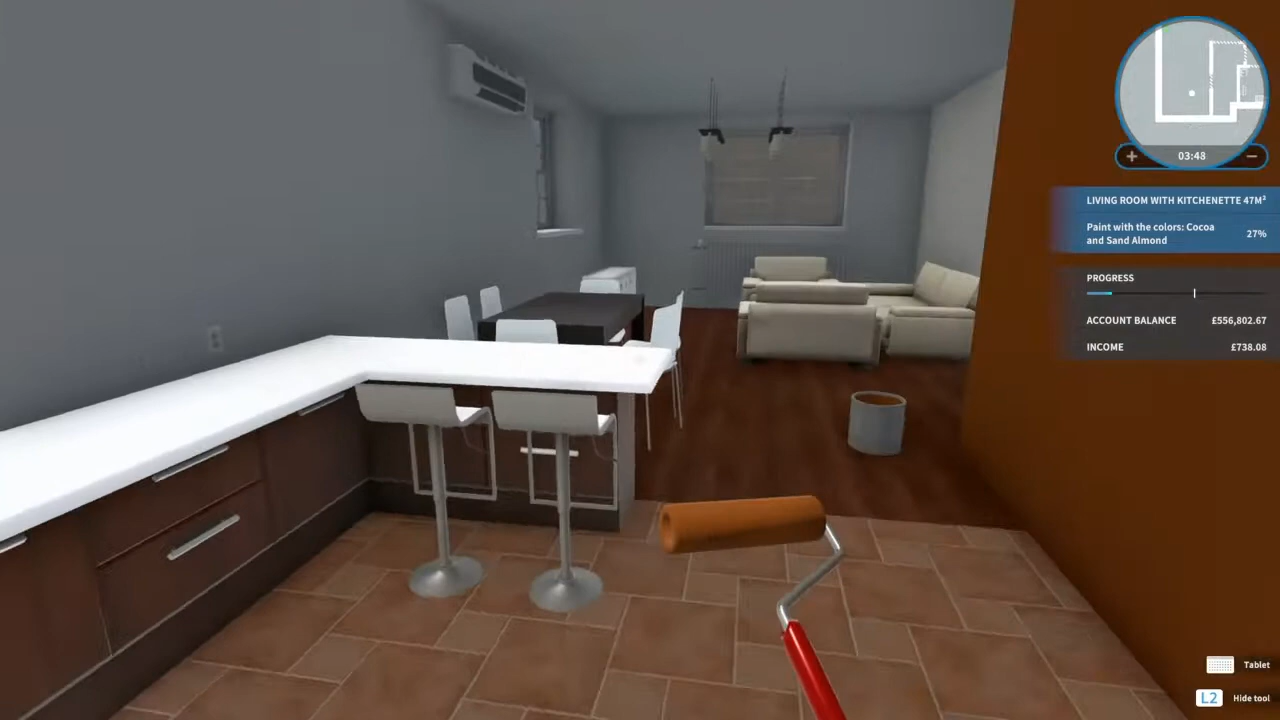 + 03:48 −
LIVING ROOM WITH KITCHENETTE 47M²
Paint with the colors: Cocoa
and Sand Almond 27%
PROGRESS
ACCOUNT BALANCE £556,802.67
INCOME £738.08
Tablet
L2 Hide tool